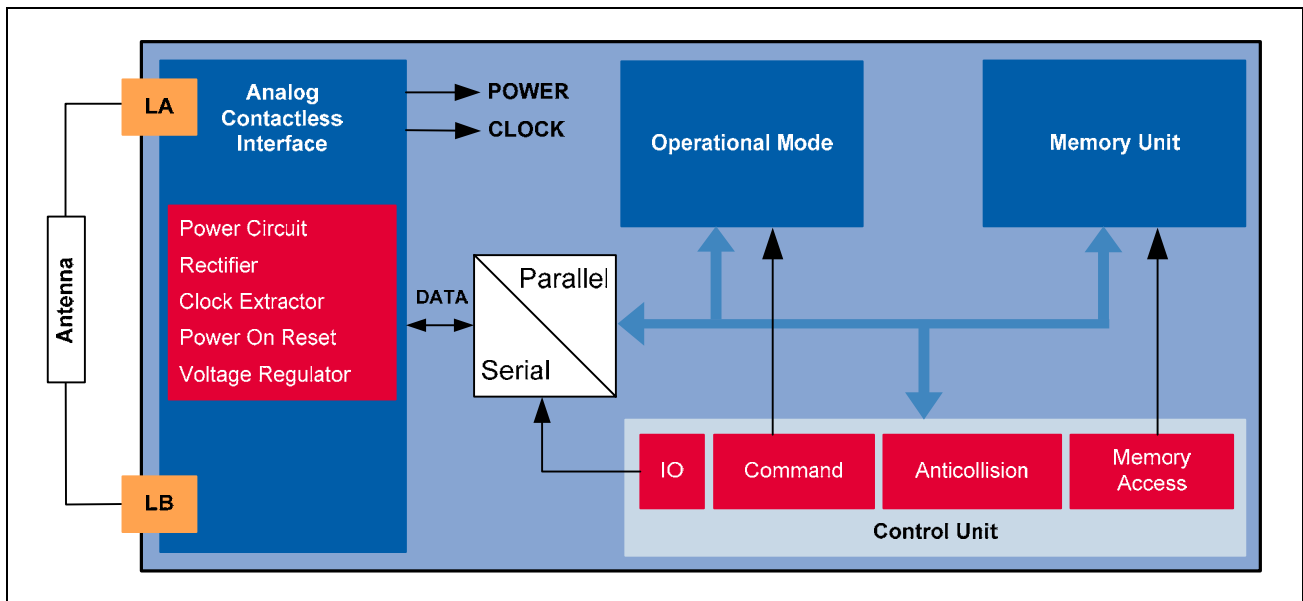 LA
Analog
Contactless
Interface
POWER
CLOCK
Operational Mode
Memory Unit
Power Circuit
Rectifier
Clock Extractor
Power On Reset
Voltage Regulator
Antenna
DATA
Parallel
Serial
LB
IO
Command
Anticollision
Memory
Access
Control Unit